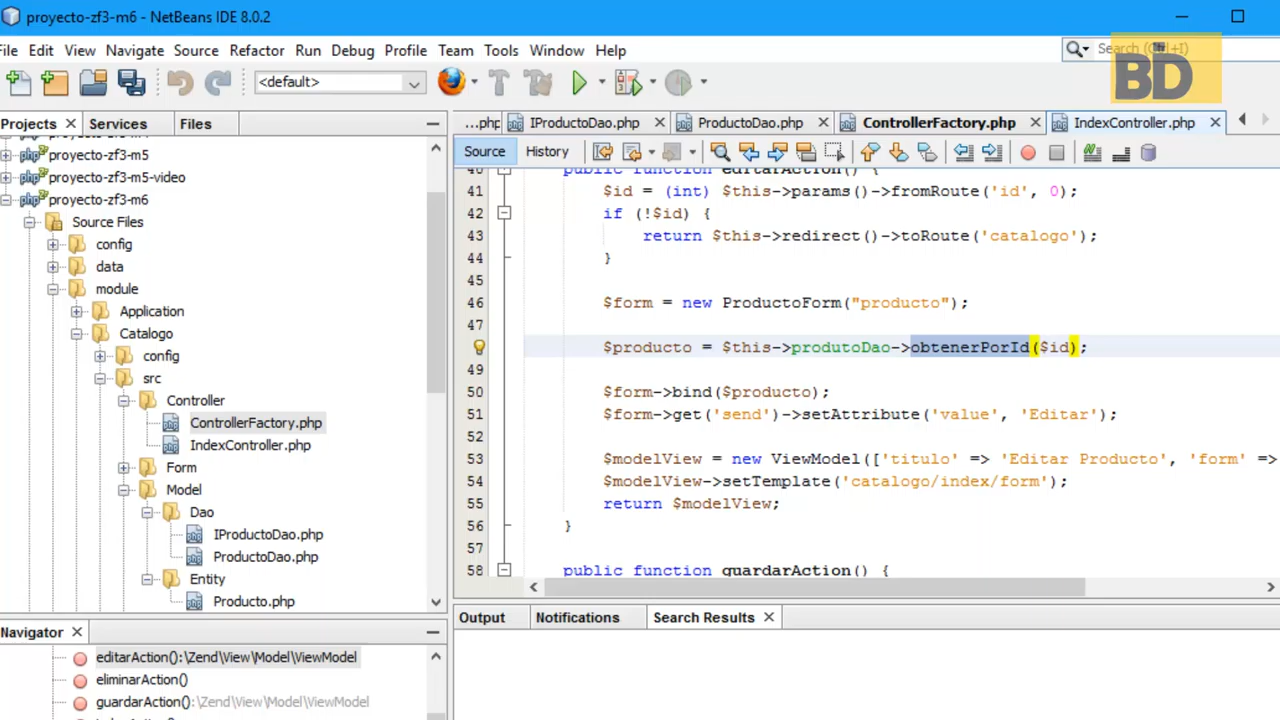 proyecto-zf3-m6 - NetBeans IDE 8.0.2
File Edit View Navigate Source Refactor Run Debug Profile Team Tools Window Help
Search (Ctrl+I)
BD
<default>
Projects Services Files
...php IProductoDao.php ProductoDao.php ControllerFactory.php IndexController.php
Source History
proyecto-zf3-m5
proyecto-zf3-m5-video
proyecto-zf3-m6
Source Files
config
data
module
Application
Catalogo
config
src
Controller
ControllerFactory.php
IndexController.php
Form
Model
Dao
IProductoDao.php
ProductoDao.php
Entity
Producto.php
40 public function editarAction() {
41 $id = (int) $this->params()->fromRoute('id', 0);
42 if (!$id) {
43 return $this->redirect()->toRoute('catalogo');
44 }
45
46 $form = new ProductoForm("producto");
47
$producto = $this->produtoDao->obtenerPorId($id);
49
50 $form->bind($producto);
51 $form->get('send')->setAttribute('value', 'Editar');
52
53 $modelView = new ViewModel(['titulo' => 'Editar Producto', 'form' =>
54 $modelView->setTemplate('catalogo/index/form');
55 return $modelView;
56 }
57
58 public function guardarAction() {
Output Notifications Search Results
Navigator
editarAction():\Zend\View\Model\ViewModel
eliminarAction()
guardarAction():\Zend\View\Model\ViewModel